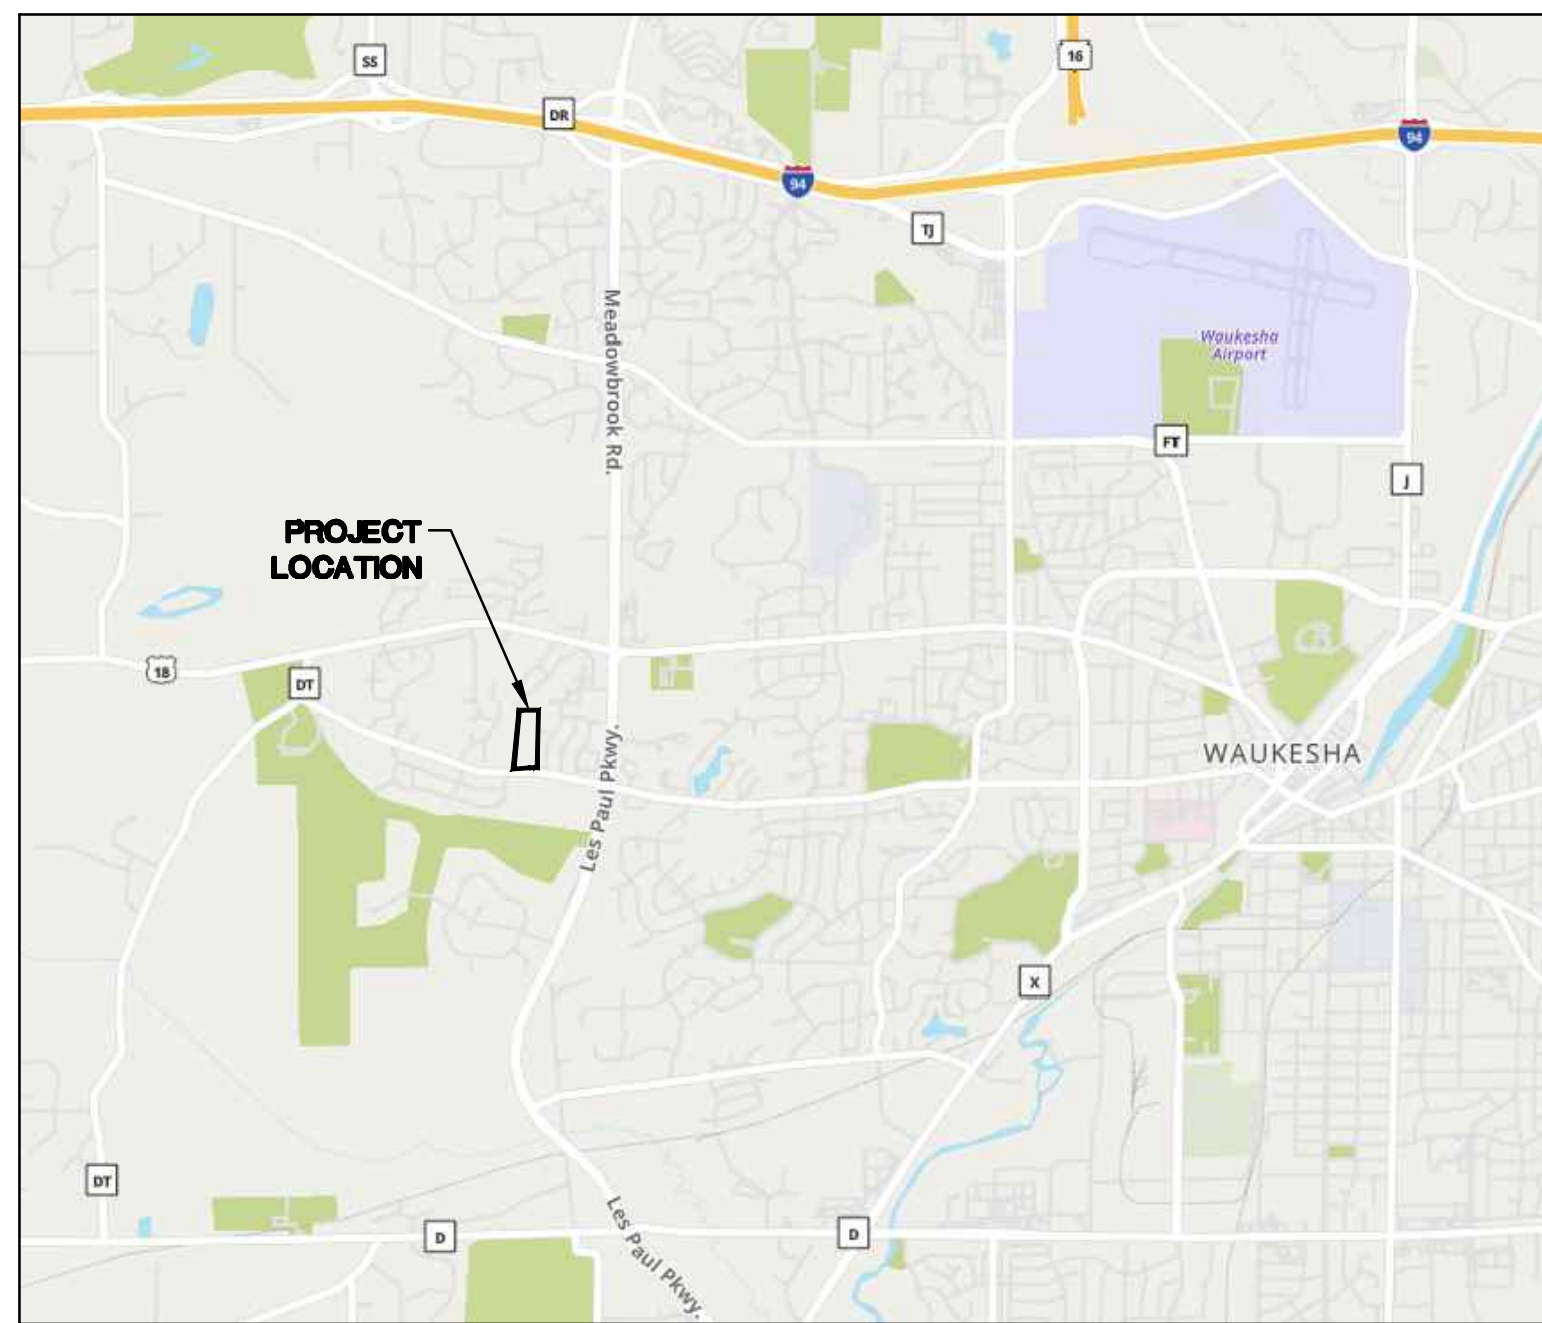 SS
16
DR
94
94
TJ
Meadowbrook Rd.
Waukesha
Airport
FT
J
PROJECT
LOCATION
18
DT
Les Paul Pkwy.
WAUKESHA
X
DT
D
D
Les Paul Pkwy.